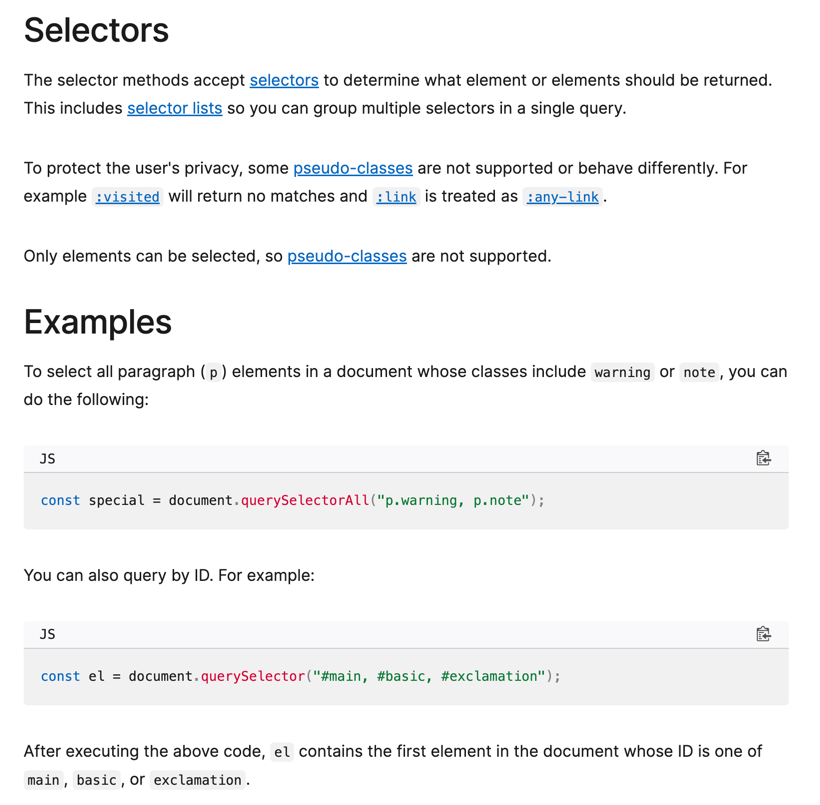 Selectors
The selector methods accept selectors to determine what element or elements should be returned.
This includes selector lists so you can group multiple selectors in a single query.
To protect the user's privacy, some pseudo-classes are not supported or behave differently. For
example :visited will return no matches and :link is treated as :any-link.
Only elements can be selected, so pseudo-classes are not supported.
Examples
To select all paragraph (p) elements in a document whose classes include warning or note, you can
do the following:
JS
const special = document.querySelectorAll("p.warning, p.note");
You can also query by ID. For example:
JS
const el = document.querySelector("#main, #basic, #exclamation");
After executing the above code, el contains the first element in the document whose ID is one of
main, basic, or exclamation.